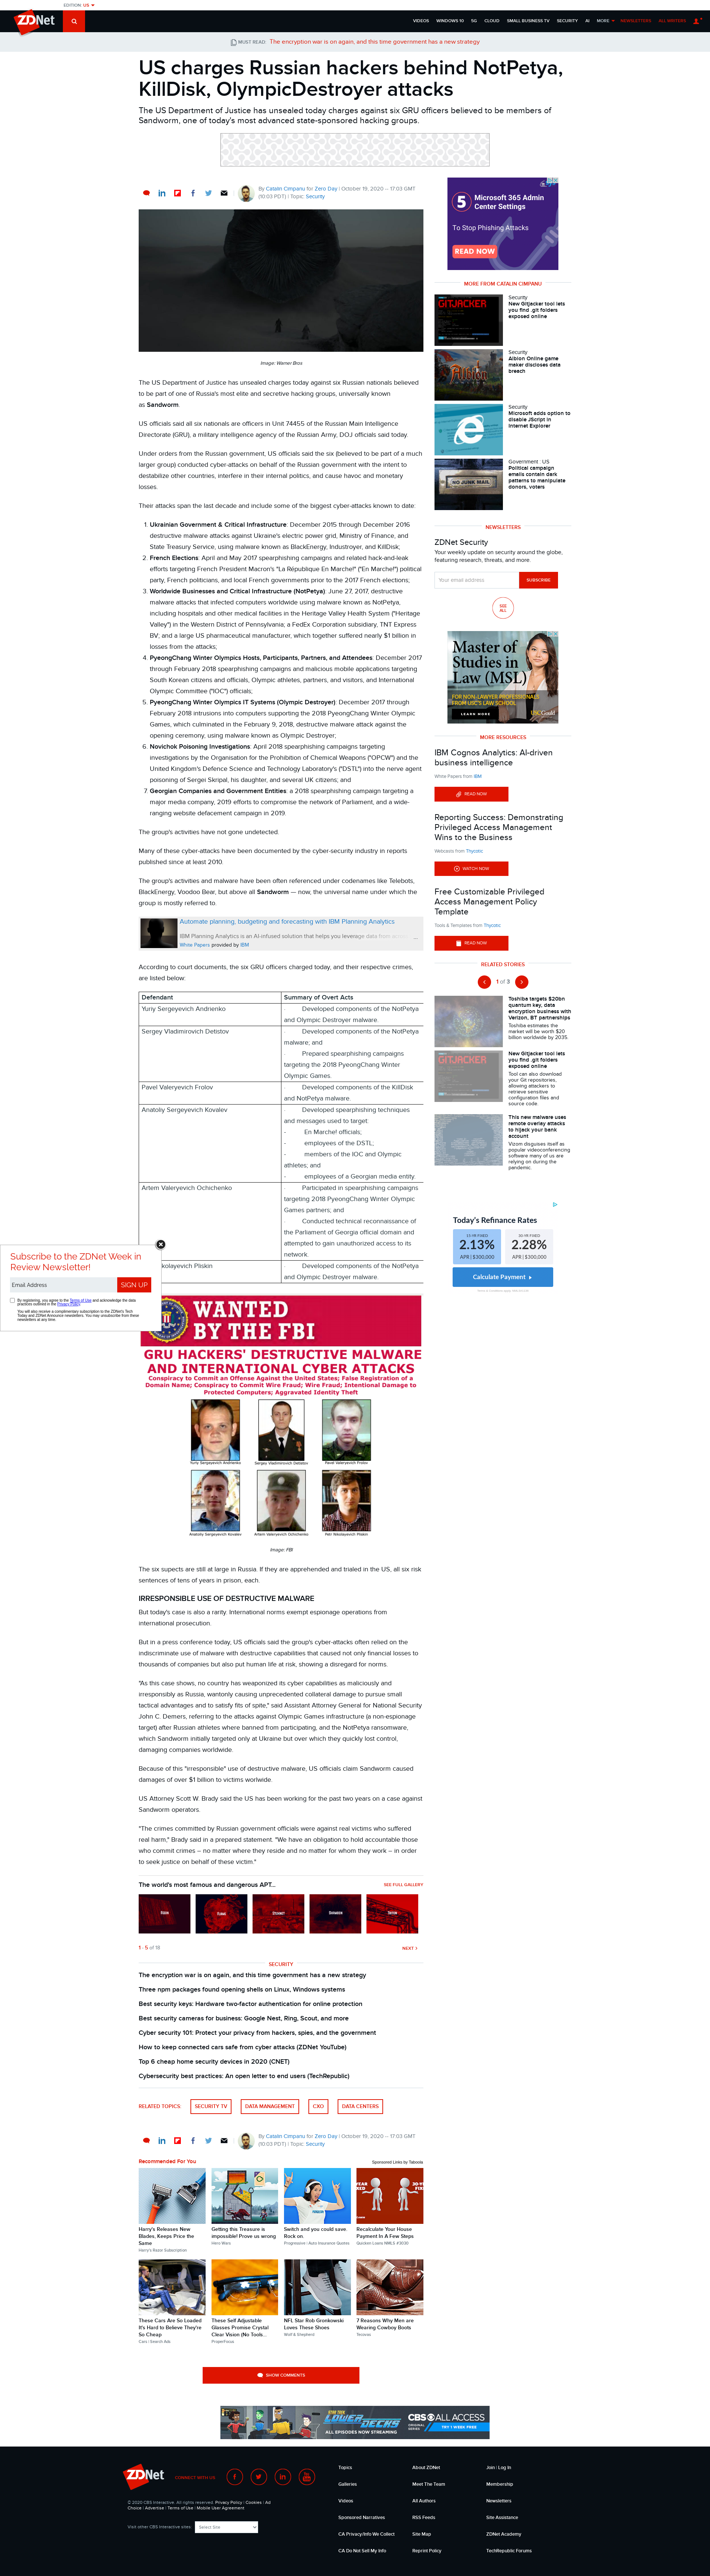 EDITION: US
ZDNet
VIDEOS
WINDOWS 10
5G
CLOUD
SMALL BUSINESS TV
SECURITY
AI
MORE
NEWSLETTERS
ALL WRITERS
MUST READ: The encryption war is on again, and this time government has a new strategy
US charges Russian hackers behind NotPetya,
KillDisk, OlympicDestroyer attacks
The US Department of Justice has unsealed today charges against six GRU officers believed to be members of
Sandworm, one of today's most advanced state-sponsored hacking groups.
By Catalin Cimpanu for Zero Day | October 19, 2020 -- 17:03 GMT
(10:03 PDT) | Topic: Security
Image: Warner Bros
The US Department of Justice has unsealed charges today against six Russian nationals believed
to be part of one of Russia's most elite and secretive hacking groups, universally known
as Sandworm.
US officials said all six nationals are officers in Unit 74455 of the Russian Main Intelligence
Directorate (GRU), a military intelligence agency of the Russian Army, DOJ officials said today.
Under orders from the Russian government, US officials said the six (believed to be part of a much
larger group) conducted cyber-attacks on behalf of the Russian government with the intent to
destabilize other countries, interfere in their internal politics, and cause havoc and monetary
losses.
Their attacks span the last decade and include some of the biggest cyber-attacks known to date:
1. Ukrainian Government & Critical Infrastructure: December 2015 through December 2016
destructive malware attacks against Ukraine's electric power grid, Ministry of Finance, and
State Treasury Service, using malware known as BlackEnergy, Industroyer, and KillDisk;
2. French Elections: April and May 2017 spearphishing campaigns and related hack-and-leak
efforts targeting French President Macron's "La République En Marche!" ("En Marche!") political
party, French politicians, and local French governments prior to the 2017 French elections;
3. Worldwide Businesses and Critical Infrastructure (NotPetya): June 27, 2017, destructive
malware attacks that infected computers worldwide using malware known as NotPetya,
including hospitals and other medical facilities in the Heritage Valley Health System ("Heritage
Valley") in the Western District of Pennsylvania; a FedEx Corporation subsidiary, TNT Express
B.V.; and a large US pharmaceutical manufacturer, which together suffered nearly $1 billion in
losses from the attacks;
4. PyeongChang Winter Olympics Hosts, Participants, Partners, and Attendees: December 2017
through February 2018 spearphishing campaigns and malicious mobile applications targeting
South Korean citizens and officials, Olympic athletes, partners, and visitors, and International
Olympic Committee ("IOC") officials;
5. PyeongChang Winter Olympics IT Systems (Olympic Destroyer): December 2017 through
February 2018 intrusions into computers supporting the 2018 PyeongChang Winter Olympic
Games, which culminated in the February 9, 2018, destructive malware attack against the
opening ceremony, using malware known as Olympic Destroyer;
6. Novichok Poisoning Investigations: April 2018 spearphishing campaigns targeting
investigations by the Organisation for the Prohibition of Chemical Weapons ("OPCW") and the
United Kingdom's Defence Science and Technology Laboratory's ("DSTL") into the nerve agent
poisoning of Sergei Skripal, his daughter, and several UK citizens; and
7. Georgian Companies and Government Entities: a 2018 spearphishing campaign targeting a
major media company, 2019 efforts to compromise the network of Parliament, and a wide-
ranging website defacement campaign in 2019.
The group's activities have not gone undetected.
Many of these cyber-attacks have been documented by the cyber-security industry in reports
published since at least 2010.
The group's activities and malware have often been referenced under codenames like Telebots,
BlackEnergy, Voodoo Bear, but above all Sandworm — now, the universal name under which the
group is mostly referred to.
Automate planning, budgeting and forecasting with IBM Planning Analytics
IBM Planning Analytics is an AI-infused solution that helps you leverage data from across ...
White Papers provided by IBM
According to court documents, the six GRU officers charged today, and their respective crimes,
are listed below:
Defendant
Summary of Overt Acts
Yuriy Sergeyevich Andrienko
Developed components of the NotPetya
and Olympic Destroyer malware.
Sergey Vladimirovich Detistov
Developed components of the NotPetya
malware; and
Prepared spearphishing campaigns
targeting the 2018 PyeongChang Winter
Olympic Games.
Pavel Valeryevich Frolov
Developed components of the KillDisk
and NotPetya malware.
Anatoliy Sergeyevich Kovalev
Developed spearphishing techniques
and messages used to target:
- En Marche! officials;
- employees of the DSTL;
- members of the IOC and Olympic
athletes; and
- employees of a Georgian media entity.
Artem Valeryevich Ochichenko
Participated in spearphishing campaigns
targeting 2018 PyeongChang Winter Olympic
Games partners; and
Conducted technical reconnaissance of
the Parliament of Georgia official domain and
attempted to gain unauthorized access to its
network.
ikolayevich Pliskin
Developed components of the NotPetya
and Olympic Destroyer malware.
Subscribe to the ZDNet Week in
Review Newsletter!
Email Address
SIGN UP
By registering, you agree to the Terms of Use and acknowledge the data
practices outlined in the Privacy Policy.
You will also receive a complimentary subscription to the ZDNet's Tech
Today and ZDNet Announce newsletters. You may unsubscribe from these
newsletters at any time.
WANTED
BY THE FBI
GRU HACKERS' DESTRUCTIVE MALWARE
AND INTERNATIONAL CYBER ATTACKS
Conspiracy to Commit an Offense Against the United States; False Registration of a
Domain Name; Conspiracy to Commit Wire Fraud; Wire Fraud; Intentional Damage to
Protected Computers; Aggravated Identity Theft
Yuriy Sergeyevich Andrienko
Sergey Vladimirovich Detistov
Pavel Valeryevich Frolov
Anatoliy Sergeyevich Kovalev
Artem Valeryevich Ochichenko
Petr Nikolayevich Pliskin
Image: FBI
The six supects are still at large in Russia. If they are apprehended and trialed in the US, all six risk
sentences of tens of years in prison, each.
IRRESPONSIBLE USE OF DESTRUCTIVE MALWARE
But today's case is also a rarity. International norms exempt espionage operations from
international prosecution.
But in a press conference today, US officials said the group's cyber-attacks often relied on the
indiscriminate use of malware with destructive capabilities that caused not only financial losses to
thousands of companies but also put human life at risk, showing a disregard for norms.
"As this case shows, no country has weaponized its cyber capabilities as maliciously and
irresponsibly as Russia, wantonly causing unprecedented collateral damage to pursue small
tactical advantages and to satisfy fits of spite," said Assistant Attorney General for National Security
John C. Demers, referring to the attacks against Olympic Games infrastructure (a non-espionage
target) after Russian athletes where banned from participating, and the NotPetya ransomware,
which Sandworm initially targeted only at Ukraine but over which they quickly lost control,
damaging companies worldwide.
Because of this "irresponsible" use of destructive malware, US officials claim Sandworm caused
damages of over $1 billion to victims worlwide.
US Attorney Scott W. Brady said the US has been working for the past two years on a case against
Sandworm operators.
"The crimes committed by Russian government officials were against real victims who suffered
real harm," Brady said in a prepared statement. "We have an obligation to hold accountable those
who commit crimes – no matter where they reside and no matter for whom they work – in order
to seek justice on behalf of these victim."
The world's most famous and dangerous APT...
SEE FULL GALLERY
1 - 5 of 18
NEXT
SECURITY
The encryption war is on again, and this time government has a new strategy
Three npm packages found opening shells on Linux, Windows systems
Best security keys: Hardware two-factor authentication for online protection
Best security cameras for business: Google Nest, Ring, Scout, and more
Cyber security 101: Protect your privacy from hackers, spies, and the government
How to keep connected cars safe from cyber attacks (ZDNet YouTube)
Top 6 cheap home security devices in 2020 (CNET)
Cybersecurity best practices: An open letter to end users (TechRepublic)
RELATED TOPICS:
SECURITY TV
DATA MANAGEMENT
CXO
DATA CENTERS
By Catalin Cimpanu for Zero Day | October 19, 2020 -- 17:03 GMT
(10:03 PDT) | Topic: Security
Recommended For You
Sponsored Links by Taboola
Harry's Releases New
Blades, Keeps Price the
Same
Harry's Razor Subscription
Getting this Treasure is
impossible! Prove us wrong
Hero Wars
Switch and you could save.
Rock on.
Progressive - Auto Insurance Quotes
Recalculate Your House
Payment In A Few Steps
Quicken Loans NMLS #3030
These Cars Are So Loaded
It's Hard to Believe They're
So Cheap
Cars | Search Ads
These Self Adjustable
Glasses Promise Crystal
Clear Vision (No Tools...
ProperFocus
NFL Star Rob Gronkowski
Loves These Shoes
Wolf & Shepherd
7 Reasons Why Men are
Wearing Cowboy Boots
Tecovas
SHOW COMMENTS
5
Microsoft 365 Admin
Center Settings
To Stop Phishing Attacks
READ NOW
MORE FROM CATALIN CIMPANU
Security
New Gitjacker tool lets
you find .git folders
exposed online
Security
Albion Online game
maker discloses data
breach
Security
Microsoft adds option to
disable JScript in
Internet Explorer
Government : US
Political campaign
emails contain dark
patterns to manipulate
donors, voters
NEWSLETTERS
ZDNet Security
Your weekly update on security around the globe,
featuring research, threats, and more.
Your email address
SUBSCRIBE
SEE
ALL
Master of
Studies in
Law (MSL)
FOR NON-LAWYER PROFESSIONALS
FROM USC'S LAW SCHOOL
LEARN MORE
USCGould
MORE RESOURCES
IBM Cognos Analytics: AI-driven
business intelligence
White Papers from IBM
READ NOW
Reporting Success: Demonstrating
Privileged Access Management
Wins to the Business
Webcasts from Thycotic
WATCH NOW
Free Customizable Privileged
Access Management Policy
Template
Tools & Templates from Thycotic
READ NOW
RELATED STORIES
1 of 3
Toshiba targets $20bn
quantum key, data
encryption business with
Verizon, BT partnerships
Toshiba estimates the
market will be worth $20
billion worldwide by 2035.
New Gitjacker tool lets
you find .git folders
exposed online
Tool can also download
your Git repositories,
allowing attackers to
retrieve sensitive
configuration files and
source code.
This new malware uses
remote overlay attacks
to hijack your bank
account
Vizom disguises itself as
popular videoconferencing
software many of us are
relying on during the
pandemic.
Today's Refinance Rates
15-YR FIXED
2.13%
APR | $300,000
30-YR FIXED
2.28%
APR | $300,000
Calculate Payment
STAR TREK
LOWER DECKS
ALL EPISODES NOW STREAMING
CBS ALL ACCESS
ORIGINAL SERIES
TRY 1 WEEK FREE
ZDNet
CONNECT WITH US
© 2020 CBS Interactive. All rights reserved. Privacy Policy | Cookies | Ad
Choice | Advertise | Terms of Use | Mobile User Agreement
Visit other CBS Interactive sites: Select Site
Topics
Galleries
Videos
Sponsored Narratives
CA Privacy/Info We Collect
CA Do Not Sell My Info
About ZDNet
Meet The Team
All Authors
RSS Feeds
Site Map
Reprint Policy
Join | Log In
Membership
Newsletters
Site Assistance
ZDNet Academy
TechRepublic Forums